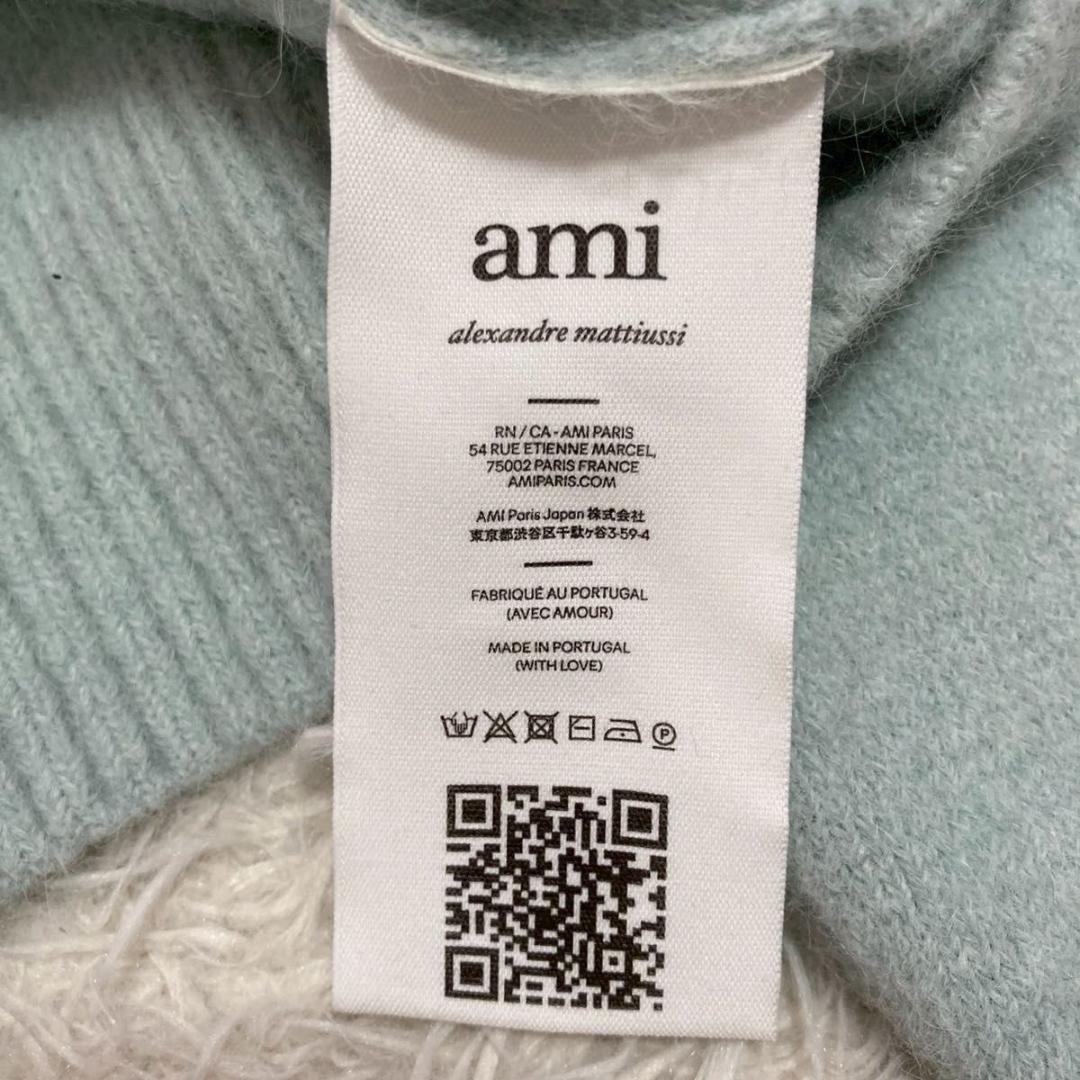 ami
alexandre mattiussi
RN / CA - AMI PARIS
54 RUE ETIENNE MARCEL,
75002 PARIS FRANCE
AMIPARIS.COM
AMI Paris Japan 株式会社
東京都渋谷区千駄ヶ谷3-59-4
FABRIQUÉ AU PORTUGAL
(AVEC AMOUR)
MADE IN PORTUGAL
(WITH LOVE)
P